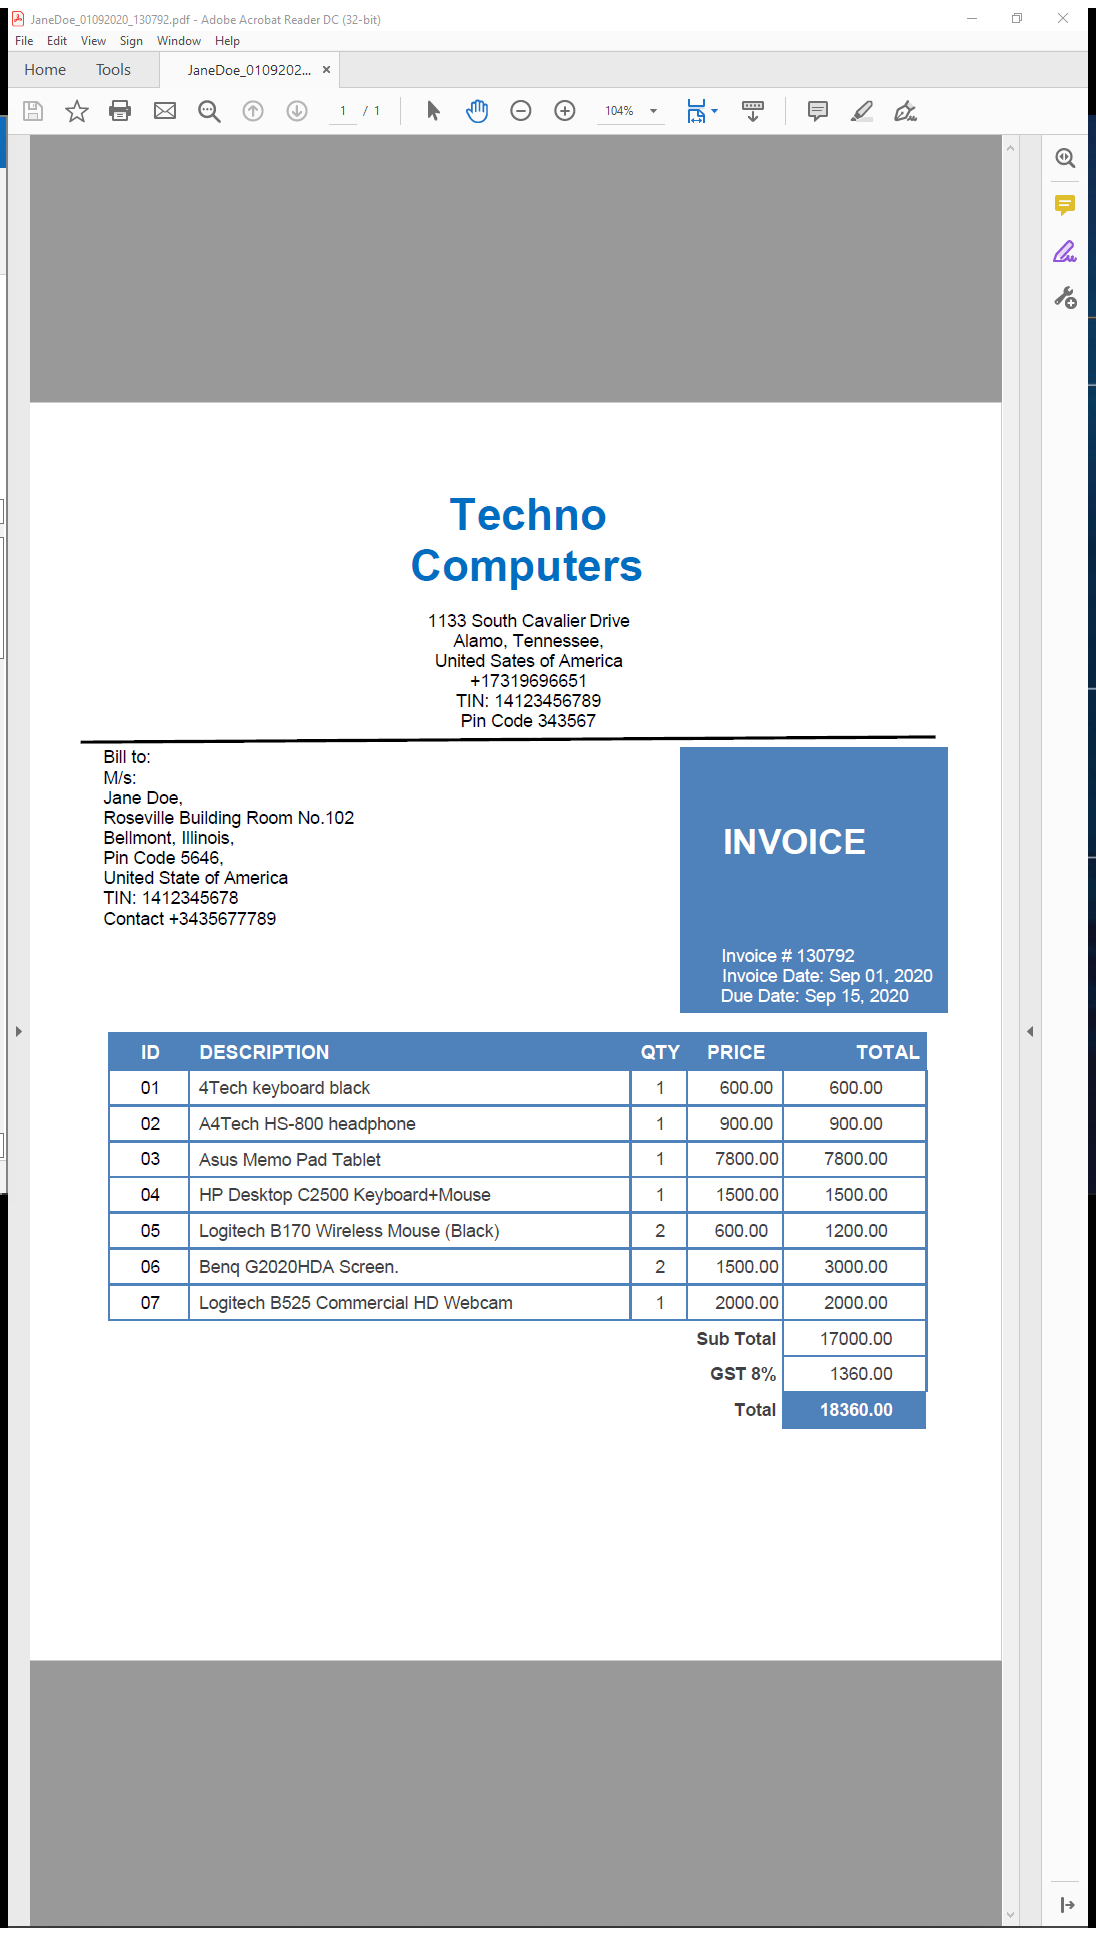 JaneDoe_01092020_130792.pdf - Adobe Acrobat Reader DC (32-bit)
File Edit View Sign Window Help
Home Tools JaneDoe_0109202... ×
1 / 1 104%
Techno
Computers
1133 South Cavalier Drive
Alamo, Tennessee,
United Sates of America
+17319696651
TIN: 14123456789
Pin Code 343567
Bill to:
M/s:
Jane Doe,
Roseville Building Room No.102
Bellmont, Illinois,
Pin Code 5646,
United State of America
TIN: 1412345678
Contact +3435677789
INVOICE
Invoice # 130792
Invoice Date: Sep 01, 2020
Due Date: Sep 15, 2020
ID DESCRIPTION QTY PRICE TOTAL
01 4Tech keyboard black 1 600.00 600.00
02 A4Tech HS-800 headphone 1 900.00 900.00
03 Asus Memo Pad Tablet 1 7800.00 7800.00
04 HP Desktop C2500 Keyboard+Mouse 1 1500.00 1500.00
05 Logitech B170 Wireless Mouse (Black) 2 600.00 1200.00
06 Benq G2020HDA Screen. 2 1500.00 3000.00
07 Logitech B525 Commercial HD Webcam 1 2000.00 2000.00
Sub Total 17000.00
GST 8% 1360.00
Total 18360.00